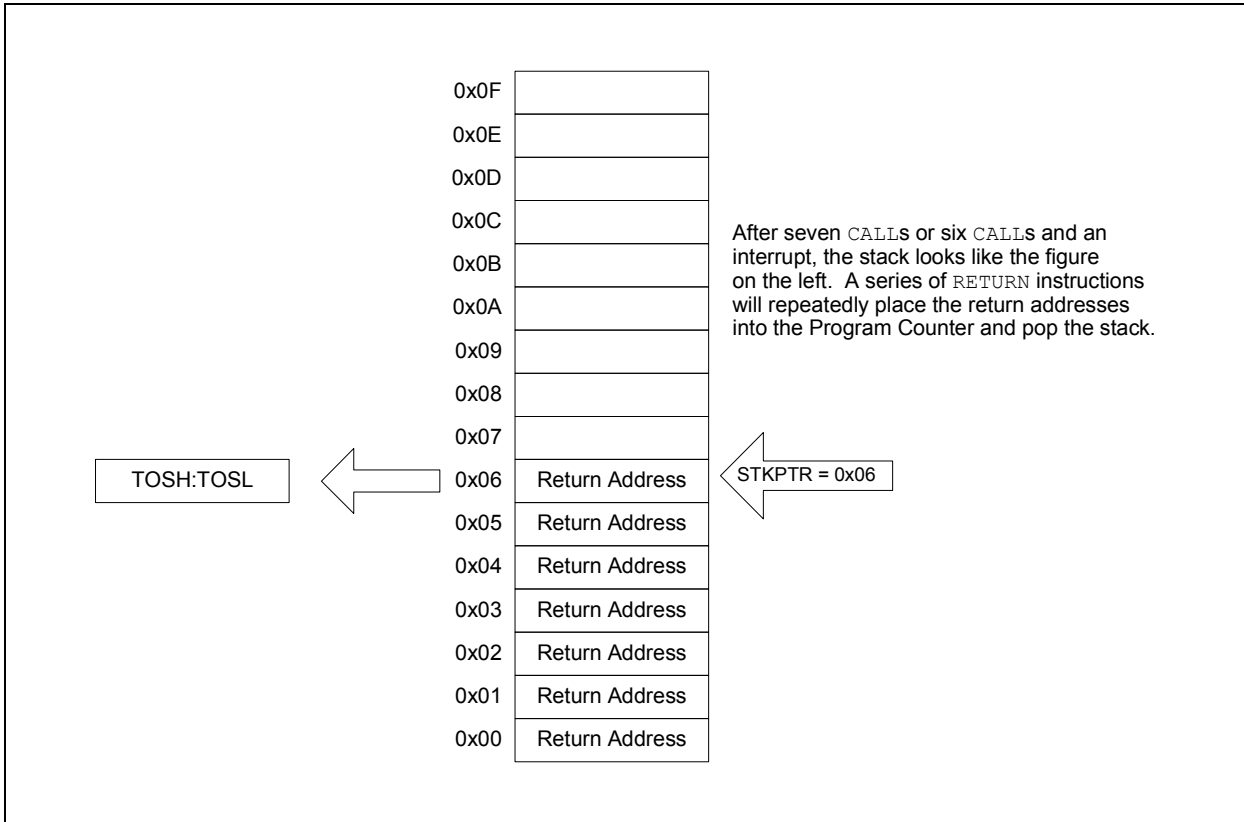 0x0F
0x0E
0x0D
0x0C
0x0B
0x0A
0x09
0x08
0x07
After seven CALLs or six CALLs and an
interrupt, the stack looks like the figure
on the left. A series of RETURN instructions
will repeatedly place the return addresses
into the Program Counter and pop the stack.
TOSH:TOSL
0x06 Return Address
STKPTR = 0x06
0x05 Return Address
0x04 Return Address
0x03 Return Address
0x02 Return Address
0x01 Return Address
0x00 Return Address